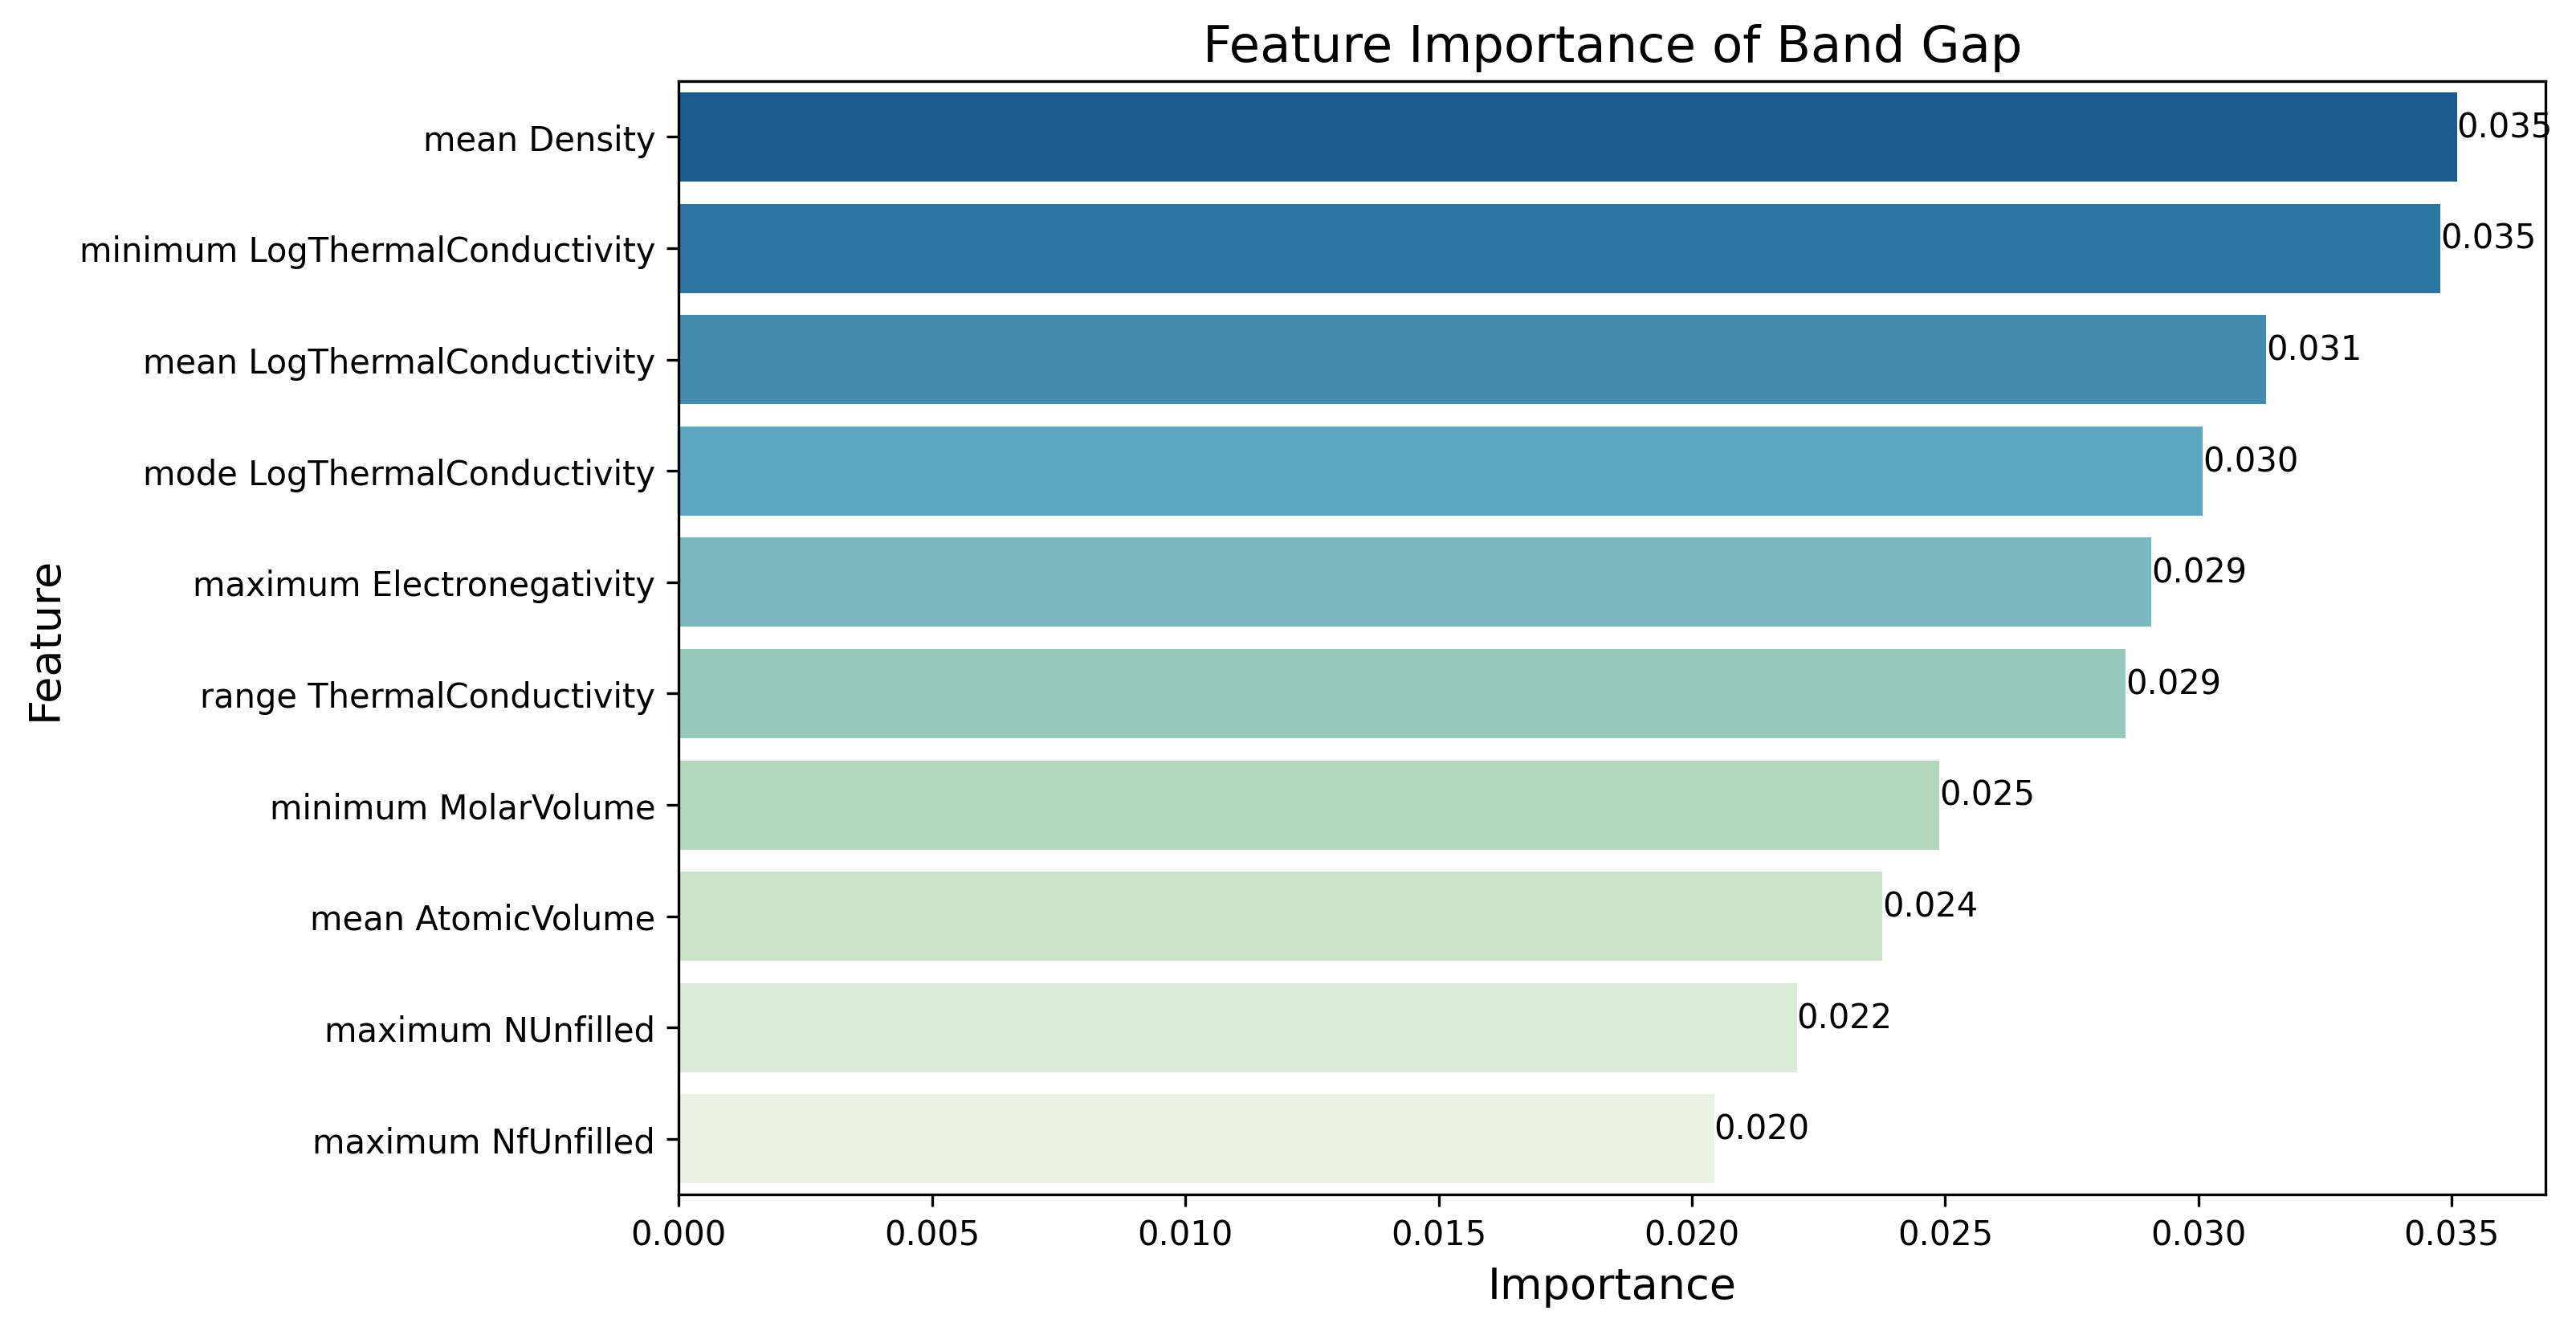 Feature Importance of Band Gap
mean Density
0.035
minimum LogThermalConductivity
0.035
mean LogThermalConductivity
0.031
mode LogThermalConductivity
0.030
maximum Electronegativity
0.029
range ThermalConductivity
0.029
minimum MolarVolume
0.025
mean AtomicVolume
0.024
maximum NUnfilled
0.022
maximum NfUnfilled
0.020
Feature
0.000 0.005 0.010 0.015 0.020 0.025 0.030 0.035
Importance